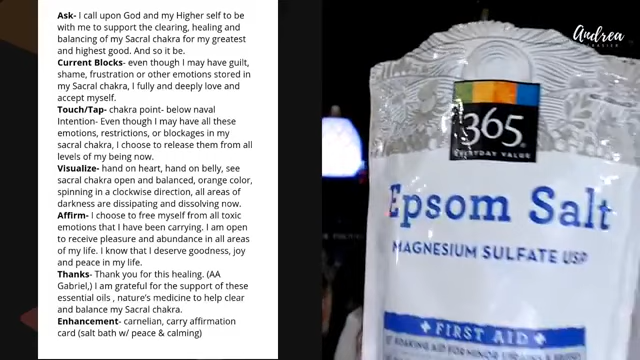 Ask- I call upon God and my Higher self to be
with me to support the clearing, healing and
balancing of my Sacral chakra for my greatest
and highest good. And so it be.
Current Blocks- even though I may have guilt,
shame, frustration or other emotions stored in
my Sacral chakra, I fully and deeply love and
accept myself.
Touch/Tap- chakra point- below naval
Intention- Even though I may have all these
emotions, restrictions, or blockages in my
sacral chakra, I choose to release them from all
levels of my being now.
Visualize- hand on heart, hand on belly, see
sacral chakra open and balanced, orange color,
spinning in a clockwise direction, all areas of
darkness are dissipating and dissolving now.
Affirm- I choose to free myself from all toxic
emotions that I have been carrying. I am open
to receive pleasure and abundance in all areas
of my life. I know that I deserve goodness, joy
and peace in my life.
Thanks- Thank you for this healing. (AA
Gabriel,) I am grateful for the support of these
essential oils , nature's medicine to help clear
and balance my Sacral chakra.
Enhancement- carnelian, carry affirmation
card (salt bath w/ peace & calming)
Andrea
365
EVERYDAY VALUE
Epsom Salt
MAGNESIUM SULFATE USP
FIRST AID
SOAKING AID FOR MINOR